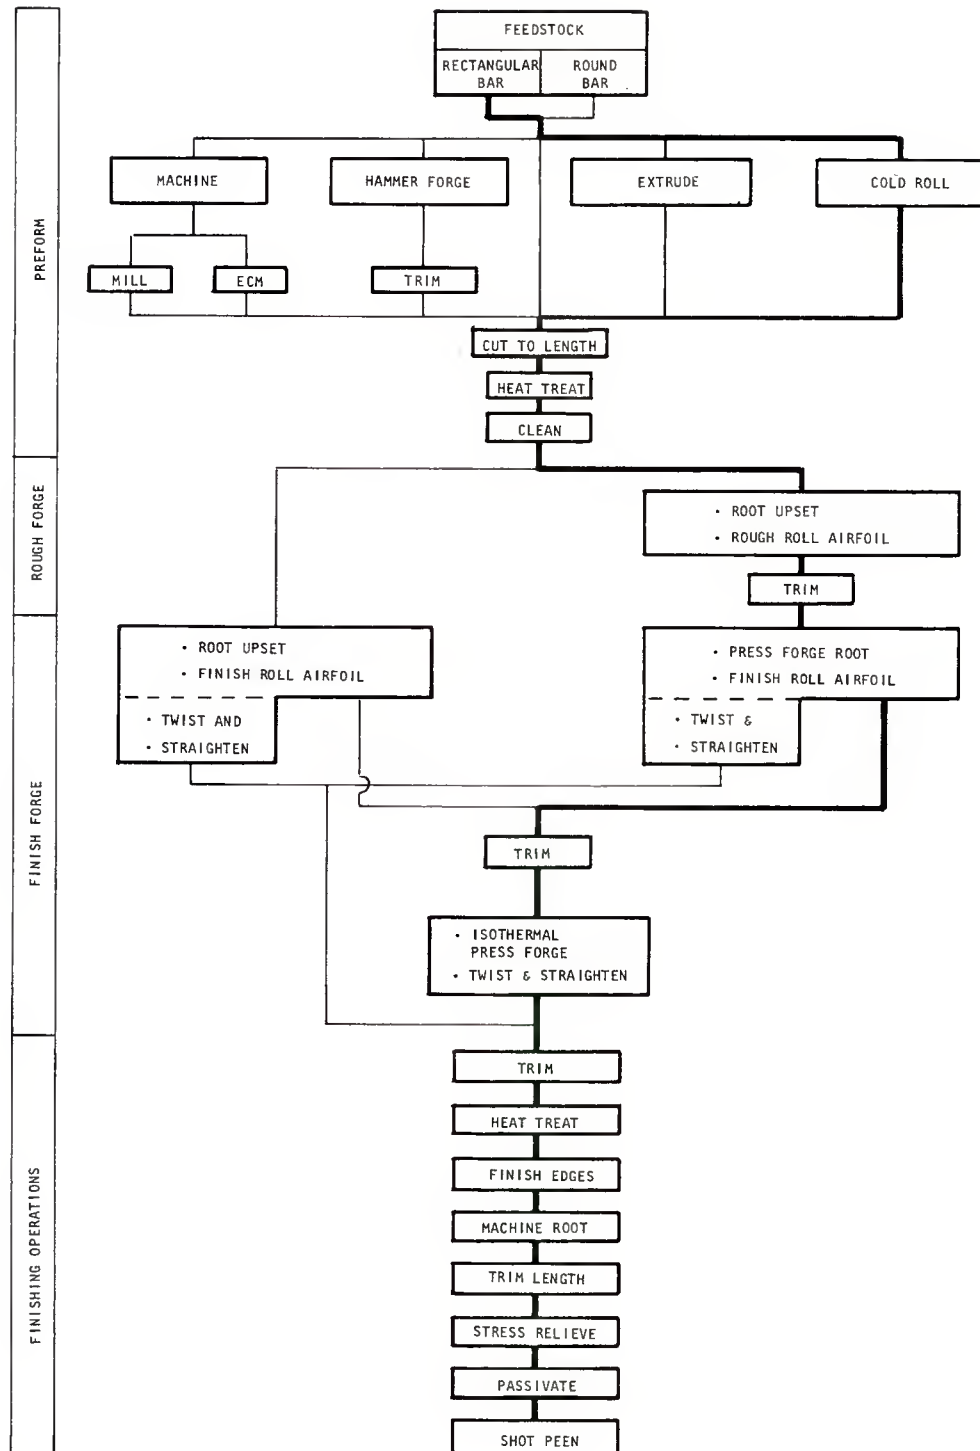 FEEDSTOCK
RECTANGULAR BAR
ROUND BAR
MACHINE
HAMMER FORGE
EXTRUDE
COLD ROLL
MILL
ECM
TRIM
PREFORM
CUT TO LENGTH
HEAT TREAT
CLEAN
ROUGH FORGE
• ROOT UPSET
• ROUGH ROLL AIRFOIL
TRIM
FINISH FORGE
• ROOT UPSET
• FINISH ROLL AIRFOIL
• TWIST AND
• STRAIGHTEN
• PRESS FORGE ROOT
• FINISH ROLL AIRFOIL
• TWIST &
• STRAIGHTEN
TRIM
• ISOTHERMAL
PRESS FORGE
• TWIST & STRAIGHTEN
FINISHING OPERATIONS
TRIM
HEAT TREAT
FINISH EDGES
MACHINE ROOT
TRIM LENGTH
STRESS RELIEVE
PASSIVATE
SHOT PEEN